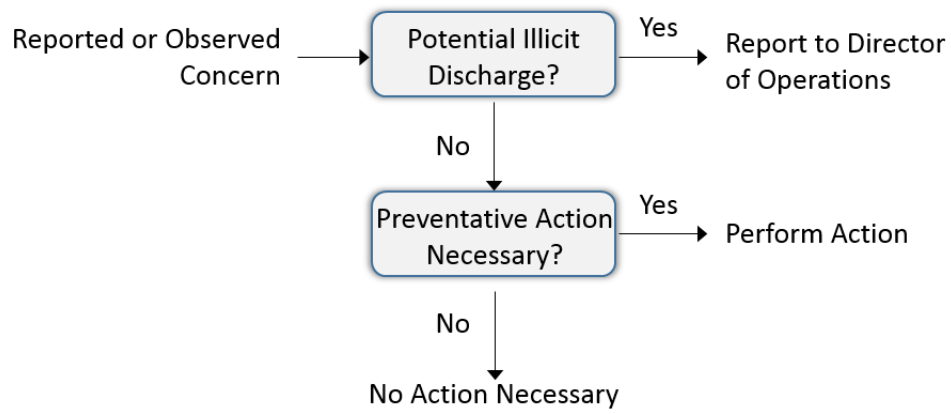 Reported or Observed
Concern
Potential Illicit
Discharge?
Yes
Report to Director
of Operations
No
Preventative Action
Necessary?
Yes
Perform Action
No
No Action Necessary